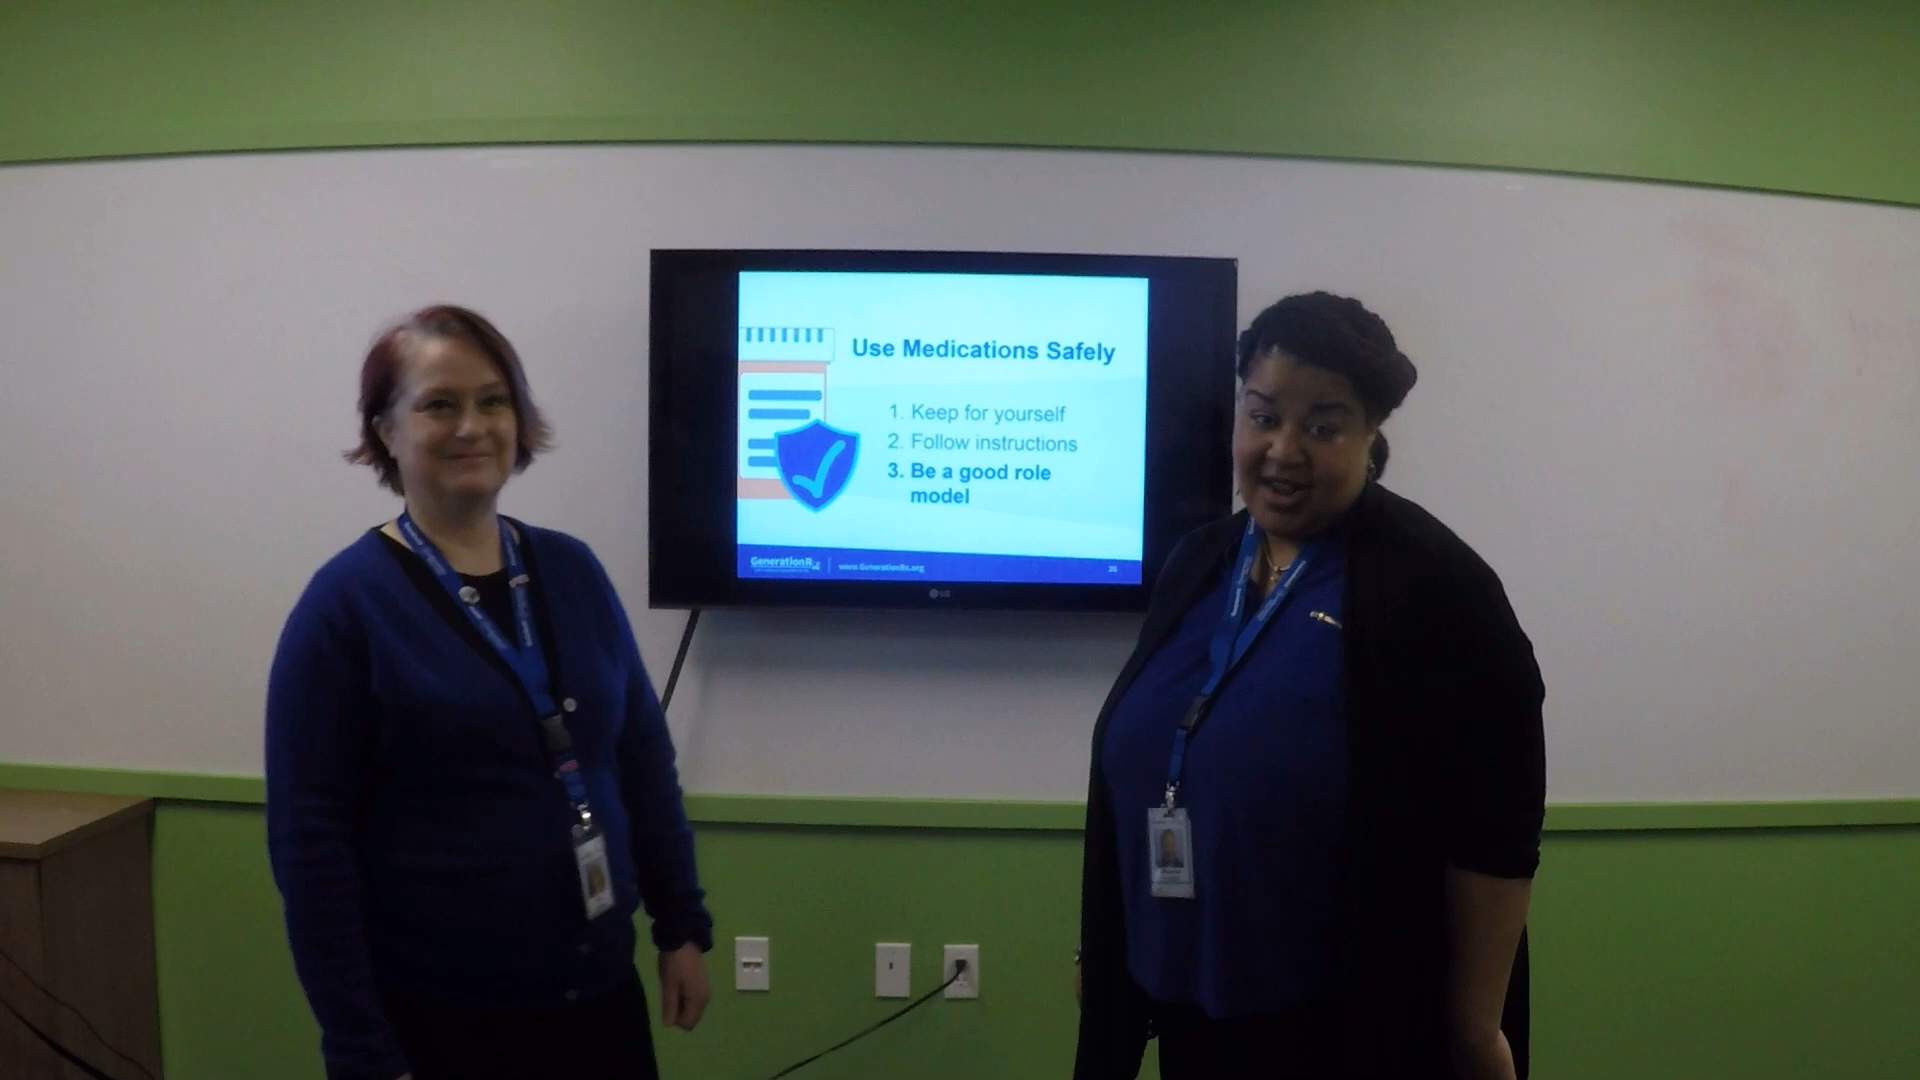 Use Medications Safely
1. Keep for yourself
2. Follow instructions
3. Be a good role
model
GenerationRx
www.GenerationRx.org
26
LG